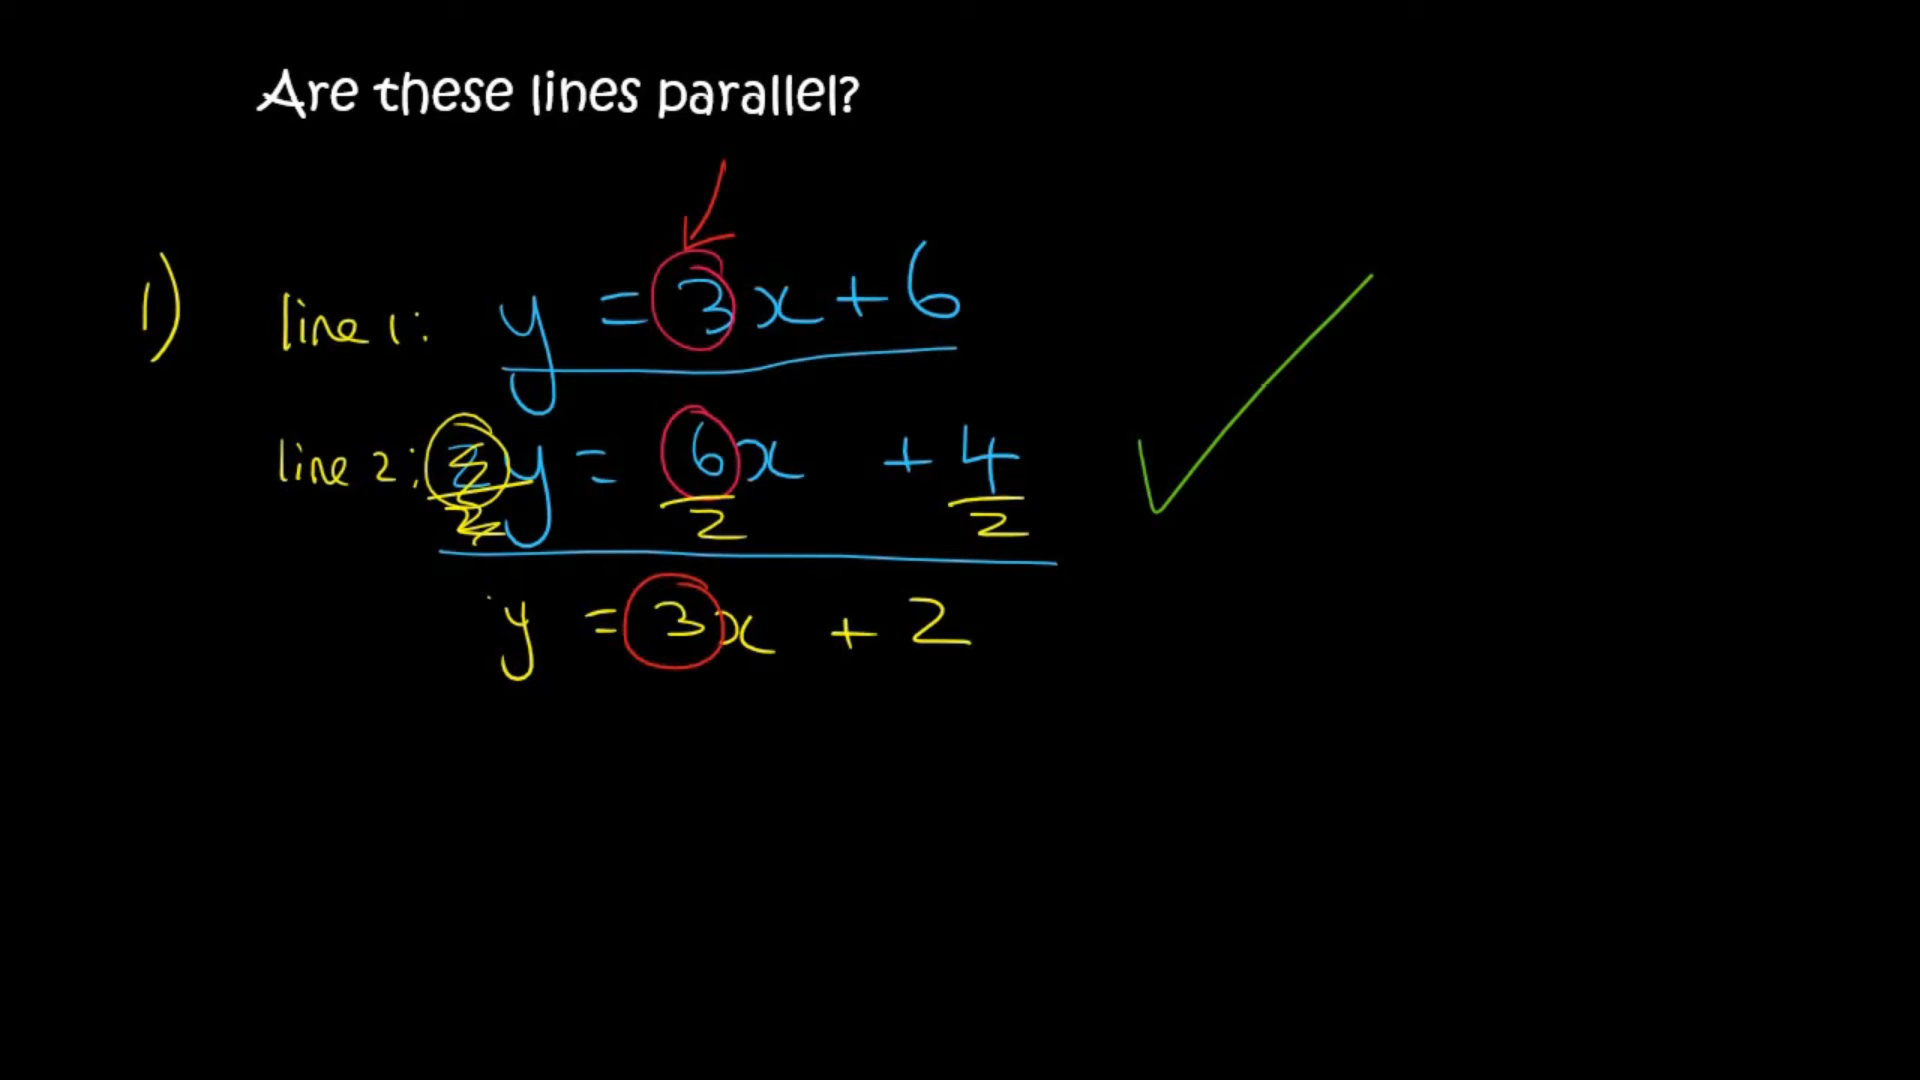 Are these lines parallel?
1) line 1: y = 3x + 6
line 2: 2y = 6x + 4
2 2 2
y = 3x + 2